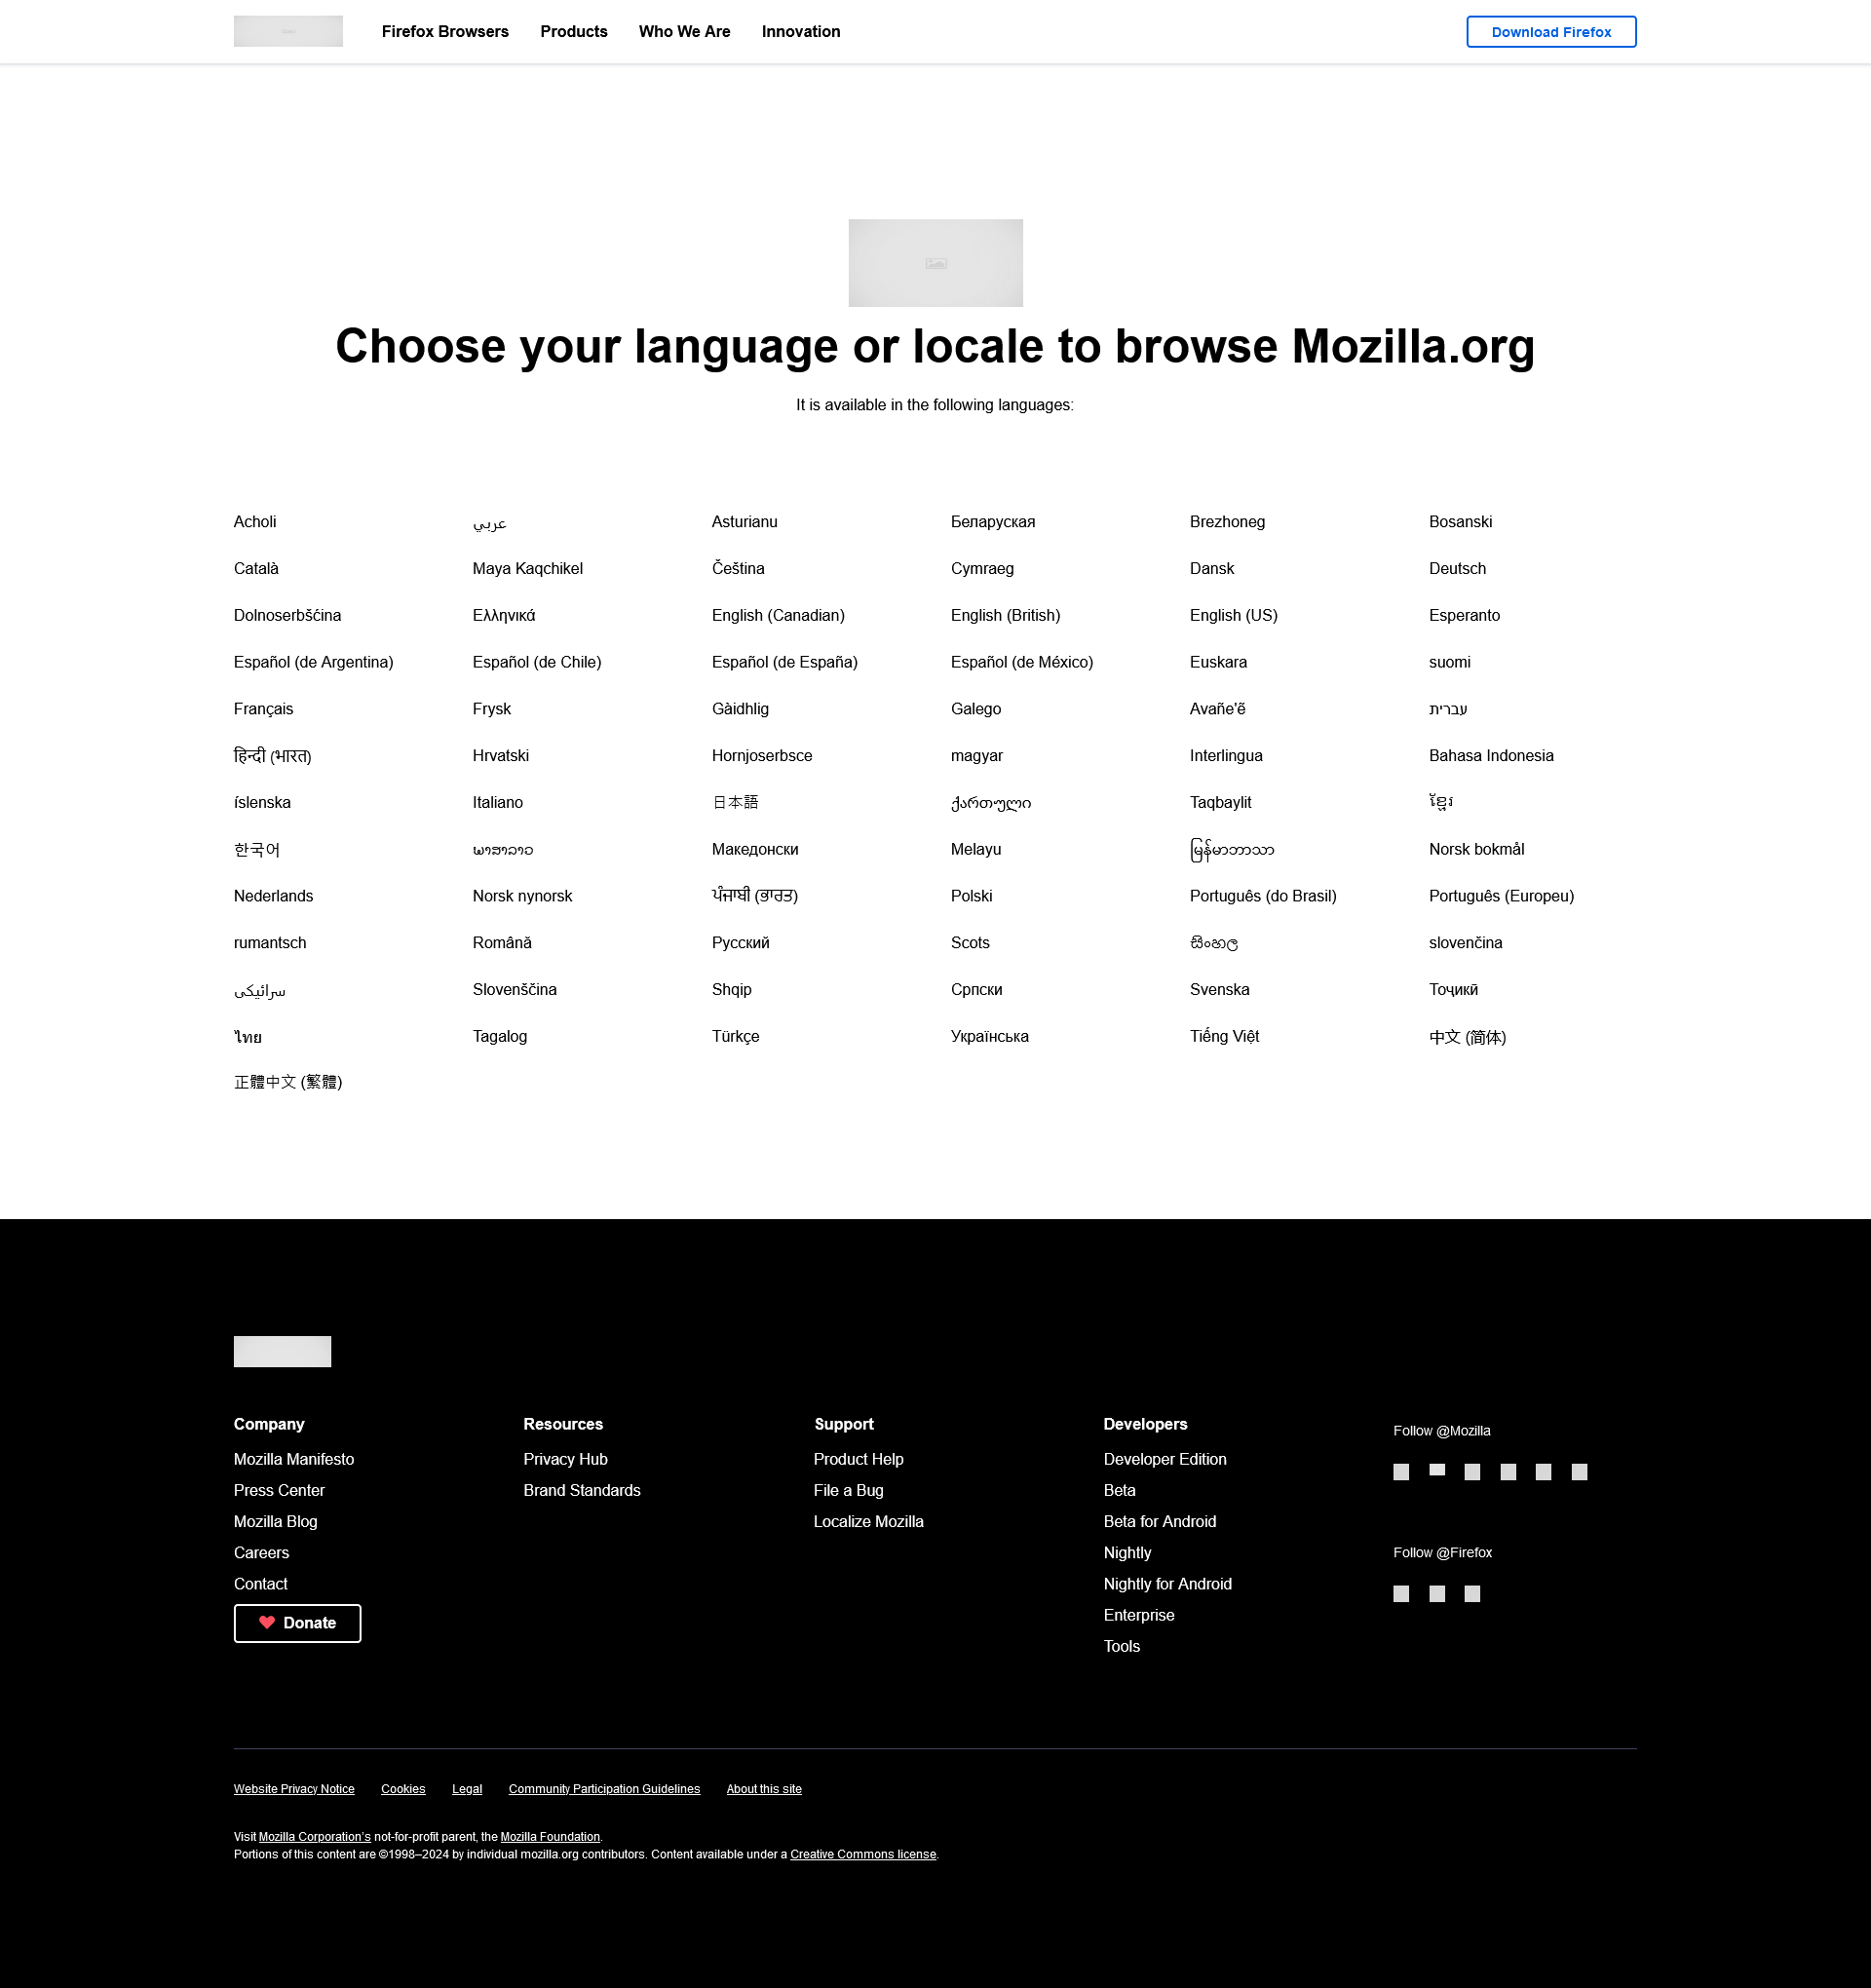 Firefox Browsers Products Who We Are Innovation Download Firefox
Choose your language or locale to browse Mozilla.org
It is available in the following languages:
Acholi عربي Asturianu Беларуская Brezhoneg Bosanski
Català Maya Kaqchikel Čeština Cymraeg Dansk Deutsch
Dolnoserbšćina Ελληνικά English (Canadian) English (British) English (US) Esperanto
Español (de Argentina) Español (de Chile) Español (de España) Español (de México) Euskara suomi
Français Frysk Gàidhlig Galego Avañe'ẽ עברית
हिन्दी (भारत) Hrvatski Hornjoserbsce magyar Interlingua Bahasa Indonesia
íslenska Italiano 日本語 ქართული Taqbaylit ខ្មែរ
한국어 ພາສາລາວ Македонски Melayu မြန်မာဘာသာ Norsk bokmål
Nederlands Norsk nynorsk ਪੰਜਾਬੀ (ਭਾਰਤ) Polski Português (do Brasil) Português (Europeu)
rumantsch Română Русский Scots සිංහල slovenčina
سرائیکی Slovenščina Shqip Српски Svenska Тоҷикӣ
ไทย Tagalog Türkçe Українська Tiếng Việt 中文 (简体)
正體中文 (繁體)
Company Resources Support Developers Follow @Mozilla
Mozilla Manifesto Privacy Hub Product Help Developer Edition
Press Center Brand Standards File a Bug Beta
Mozilla Blog Localize Mozilla Beta for Android
Careers Nightly Follow @Firefox
Contact Nightly for Android
Donate Enterprise
Tools
Website Privacy Notice Cookies Legal Community Participation Guidelines About this site
Visit Mozilla Corporation’s not-for-profit parent, the Mozilla Foundation.
Portions of this content are ©1998–2024 by individual mozilla.org contributors. Content available under a Creative Commons license.